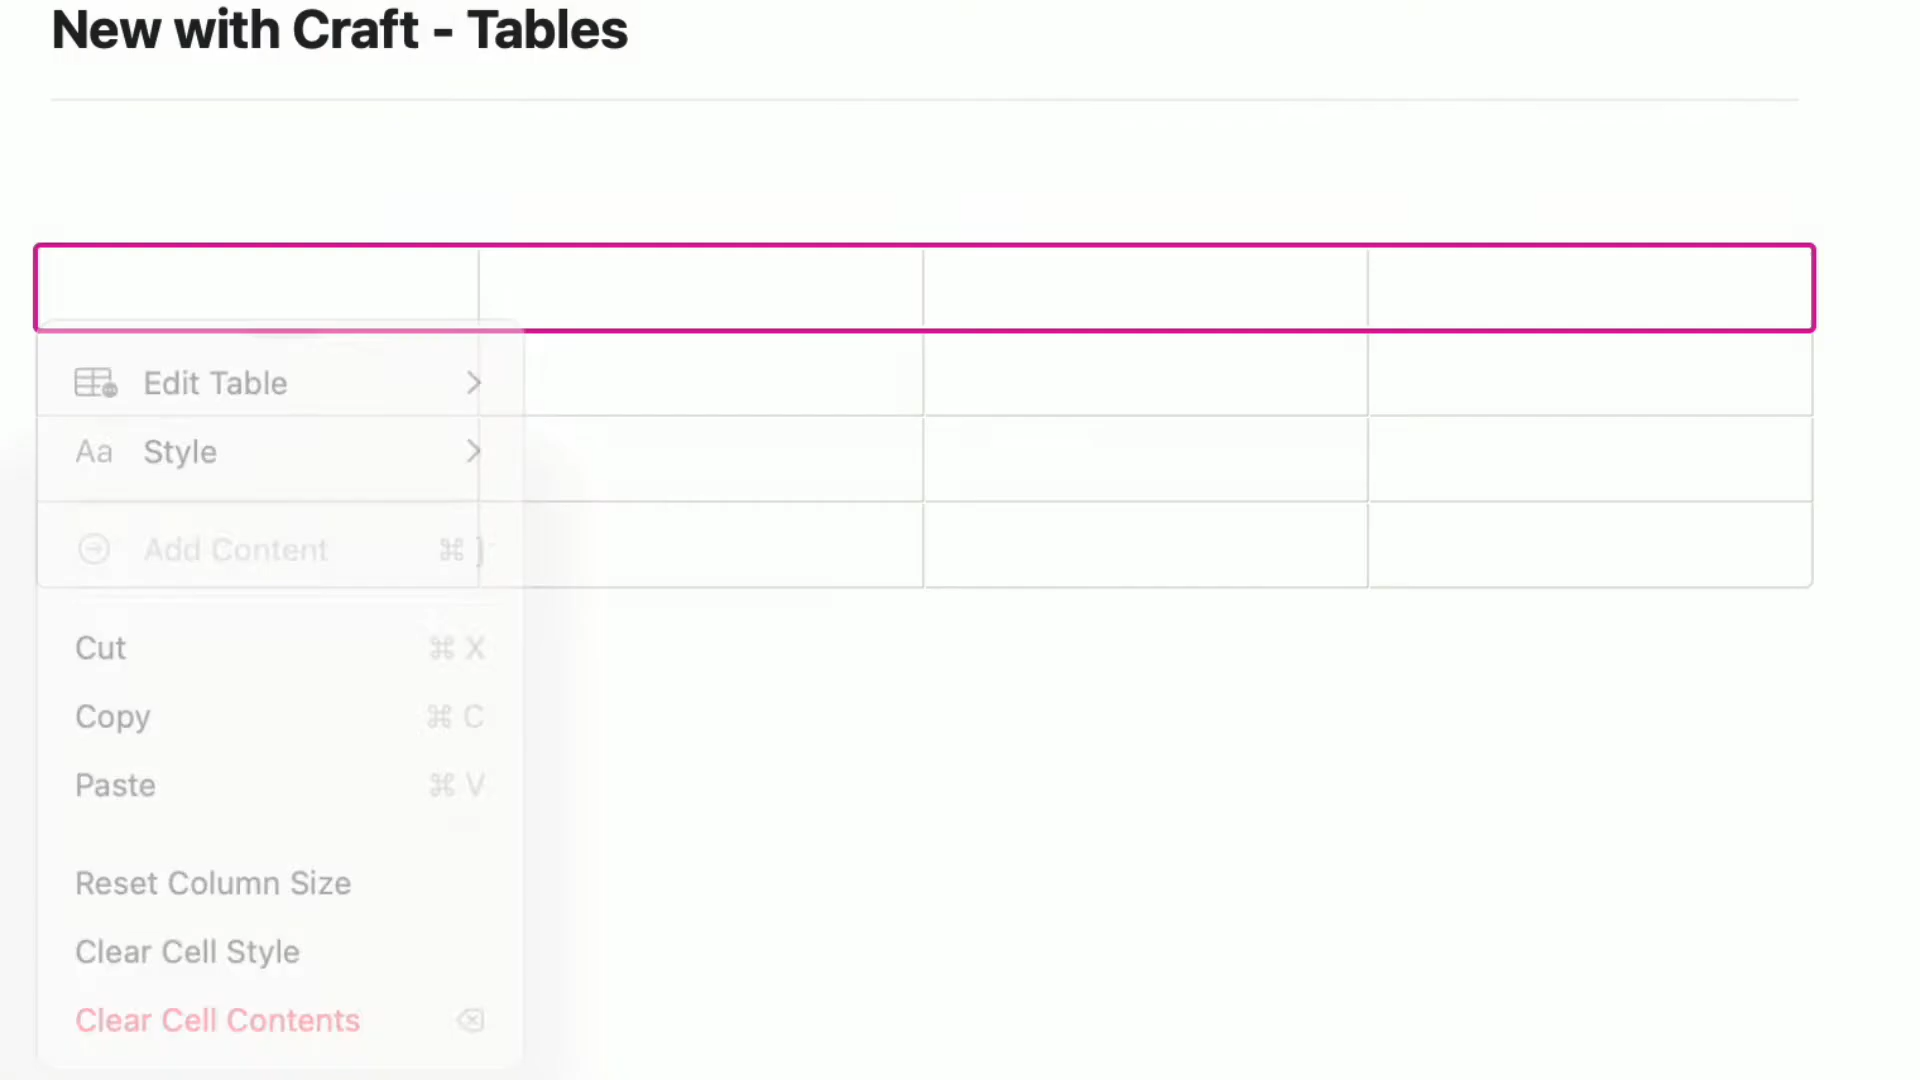 New with Craft - Tables
Edit Table
Aa Style
Add Content ⌘ ]
Cut ⌘ X
Copy ⌘ C
Paste ⌘ V
Reset Column Size
Clear Cell Style
Clear Cell Contents